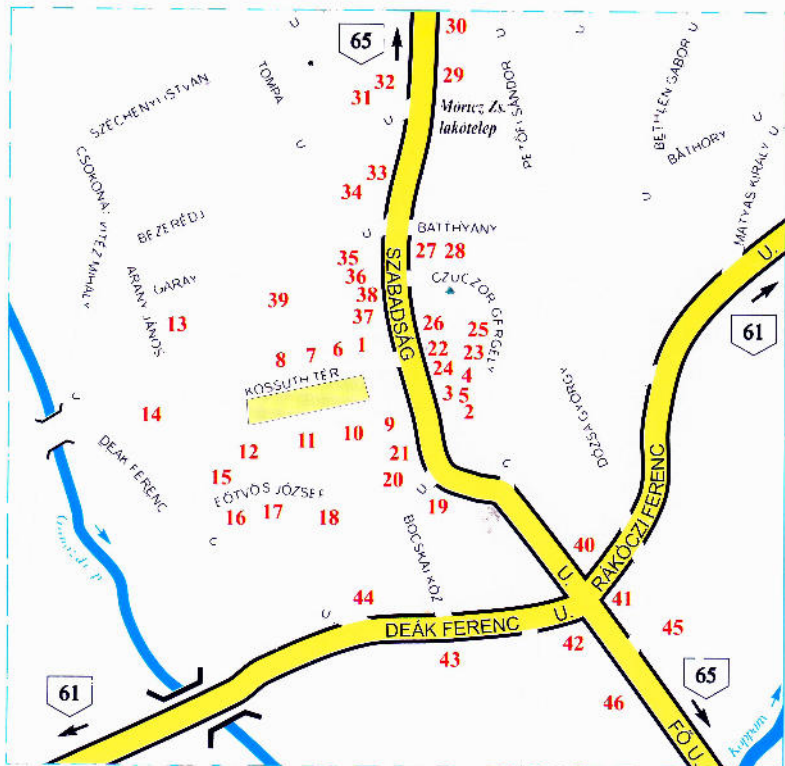 U.
30
65
29
32
31
TOMPA
SZÉCHENYI ISTVÁN
Móricz Zs.
lakótelep
PETŐFI SÁNDOR
BETHLEN GÁBOR
BÁTHORY
MÁTYÁS KIRÁLY
U.
33
34
CSOKONAI VITÉZ MIHÁLY
BEZERÉDJ
GARAY
ARANY JÁNOS
13
BATTHYÁNY
27 28
35
36
38
37
39
SZABADSÁG
CZUCZOR GERGELY
26
25
22
23
24
4
3
5
2
61
1
6
7
8
KOSSUTH TÉR
14
9
10
11
12
21
20
19
15
EÖTVÖS JÓZSEF
16
17
18
DEÁK FERENC
BOCSKAI KÖZ
DÓZSA GYÖRGY
RÁKÓCZI FERENC
U.
40
41
44
DEÁK FERENC
U.
42
43
45
46
61
65
FŐ U.
Koppány